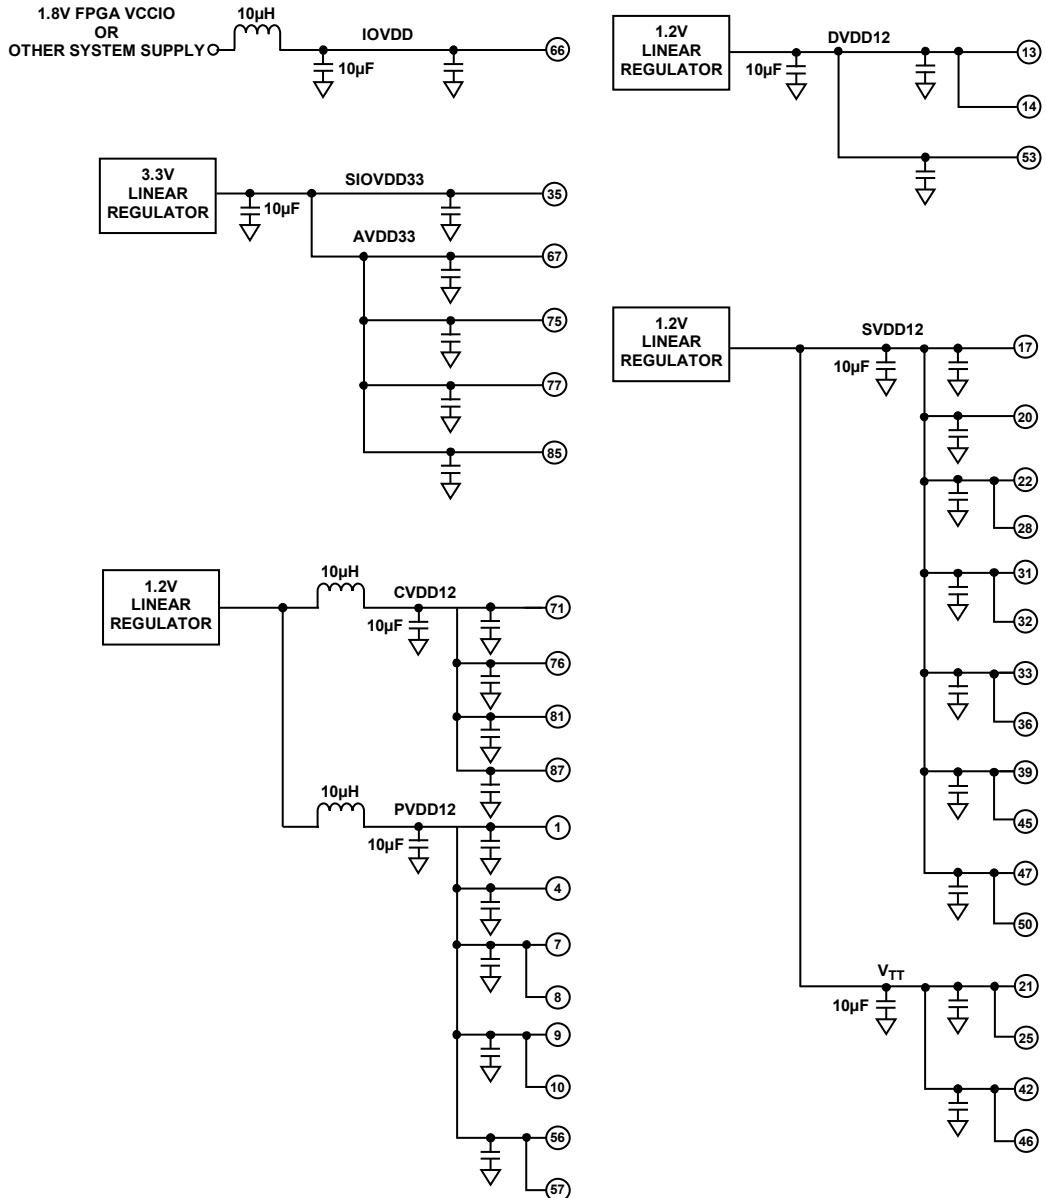 1.8V FPGA VCCIO
OR
OTHER SYSTEM SUPPLY
10µH
IOVDD
10µF
66
3.3V
LINEAR
REGULATOR
10µF
SIOVDD33
35
AVDD33
67
75
77
85
1.2V
LINEAR
REGULATOR
10µH
CVDD12
10µF
71
76
81
87
10µH
PVDD12
10µF
1
4
7
8
9
10
56
57
1.2V
LINEAR
REGULATOR
DVDD12
10µF
13
14
53
1.2V
LINEAR
REGULATOR
SVDD12
10µF
17
20
22
28
31
32
33
36
39
45
47
50
VTT
10µF
21
25
42
46